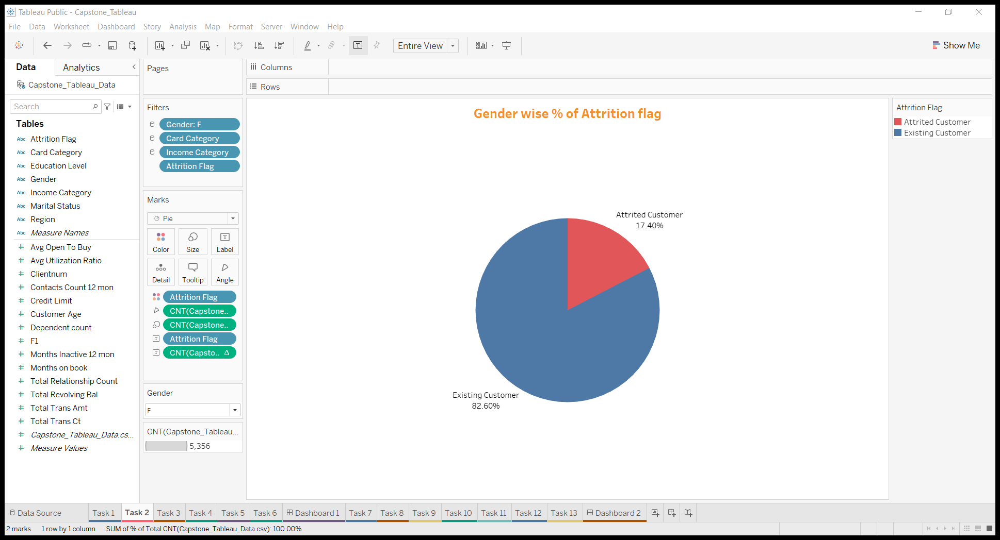 Tableau Public - Capstone_Tableau
File Data Worksheet Dashboard Story Analysis Map Format Server Window Help
Entire View
Show Me
Data Analytics
Capstone_Tableau_Data
Search
Tables
Abc Attrition Flag
Abc Card Category
Abc Education Level
Abc Gender
Abc Income Category
Abc Marital Status
Abc Region
Abc Measure Names
# Avg Open To Buy
# Avg Utilization Ratio
# Clientnum
# Contacts Count 12 mon
# Credit Limit
# Customer Age
# Dependent count
# F1
# Months Inactive 12 mon
# Months on book
# Total Relationship Count
# Total Revolving Bal
# Total Trans Amt
# Total Trans Ct
# Capstone_Tableau_Data.cs...
# Measure Values
Pages
Filters
Gender: F
Card Category
Income Category
Attrition Flag
Marks
Pie
Color Size Label
Detail Tooltip Angle
Attrition Flag
CNT(Capstone..
CNT(Capstone..
Attrition Flag
CNT(Capsto.. Δ
Gender
F
CNT(Capstone_Tableau...
5,356
Columns
Rows
Gender wise % of Attrition flag
Attrited Customer
17.40%
Existing Customer
82.60%
Attrition Flag
Attrited Customer
Existing Customer
Data Source Task 1 Task 2 Task 3 Task 4 Task 5 Task 6 Dashboard 1 Task 7 Task 8 Task 9 Task 10 Task 11 Task 12 Task 13 Dashboard 2
2 marks 1 row by 1 column SUM of % of Total CNT(Capstone_Tableau_Data.csv): 100.00%